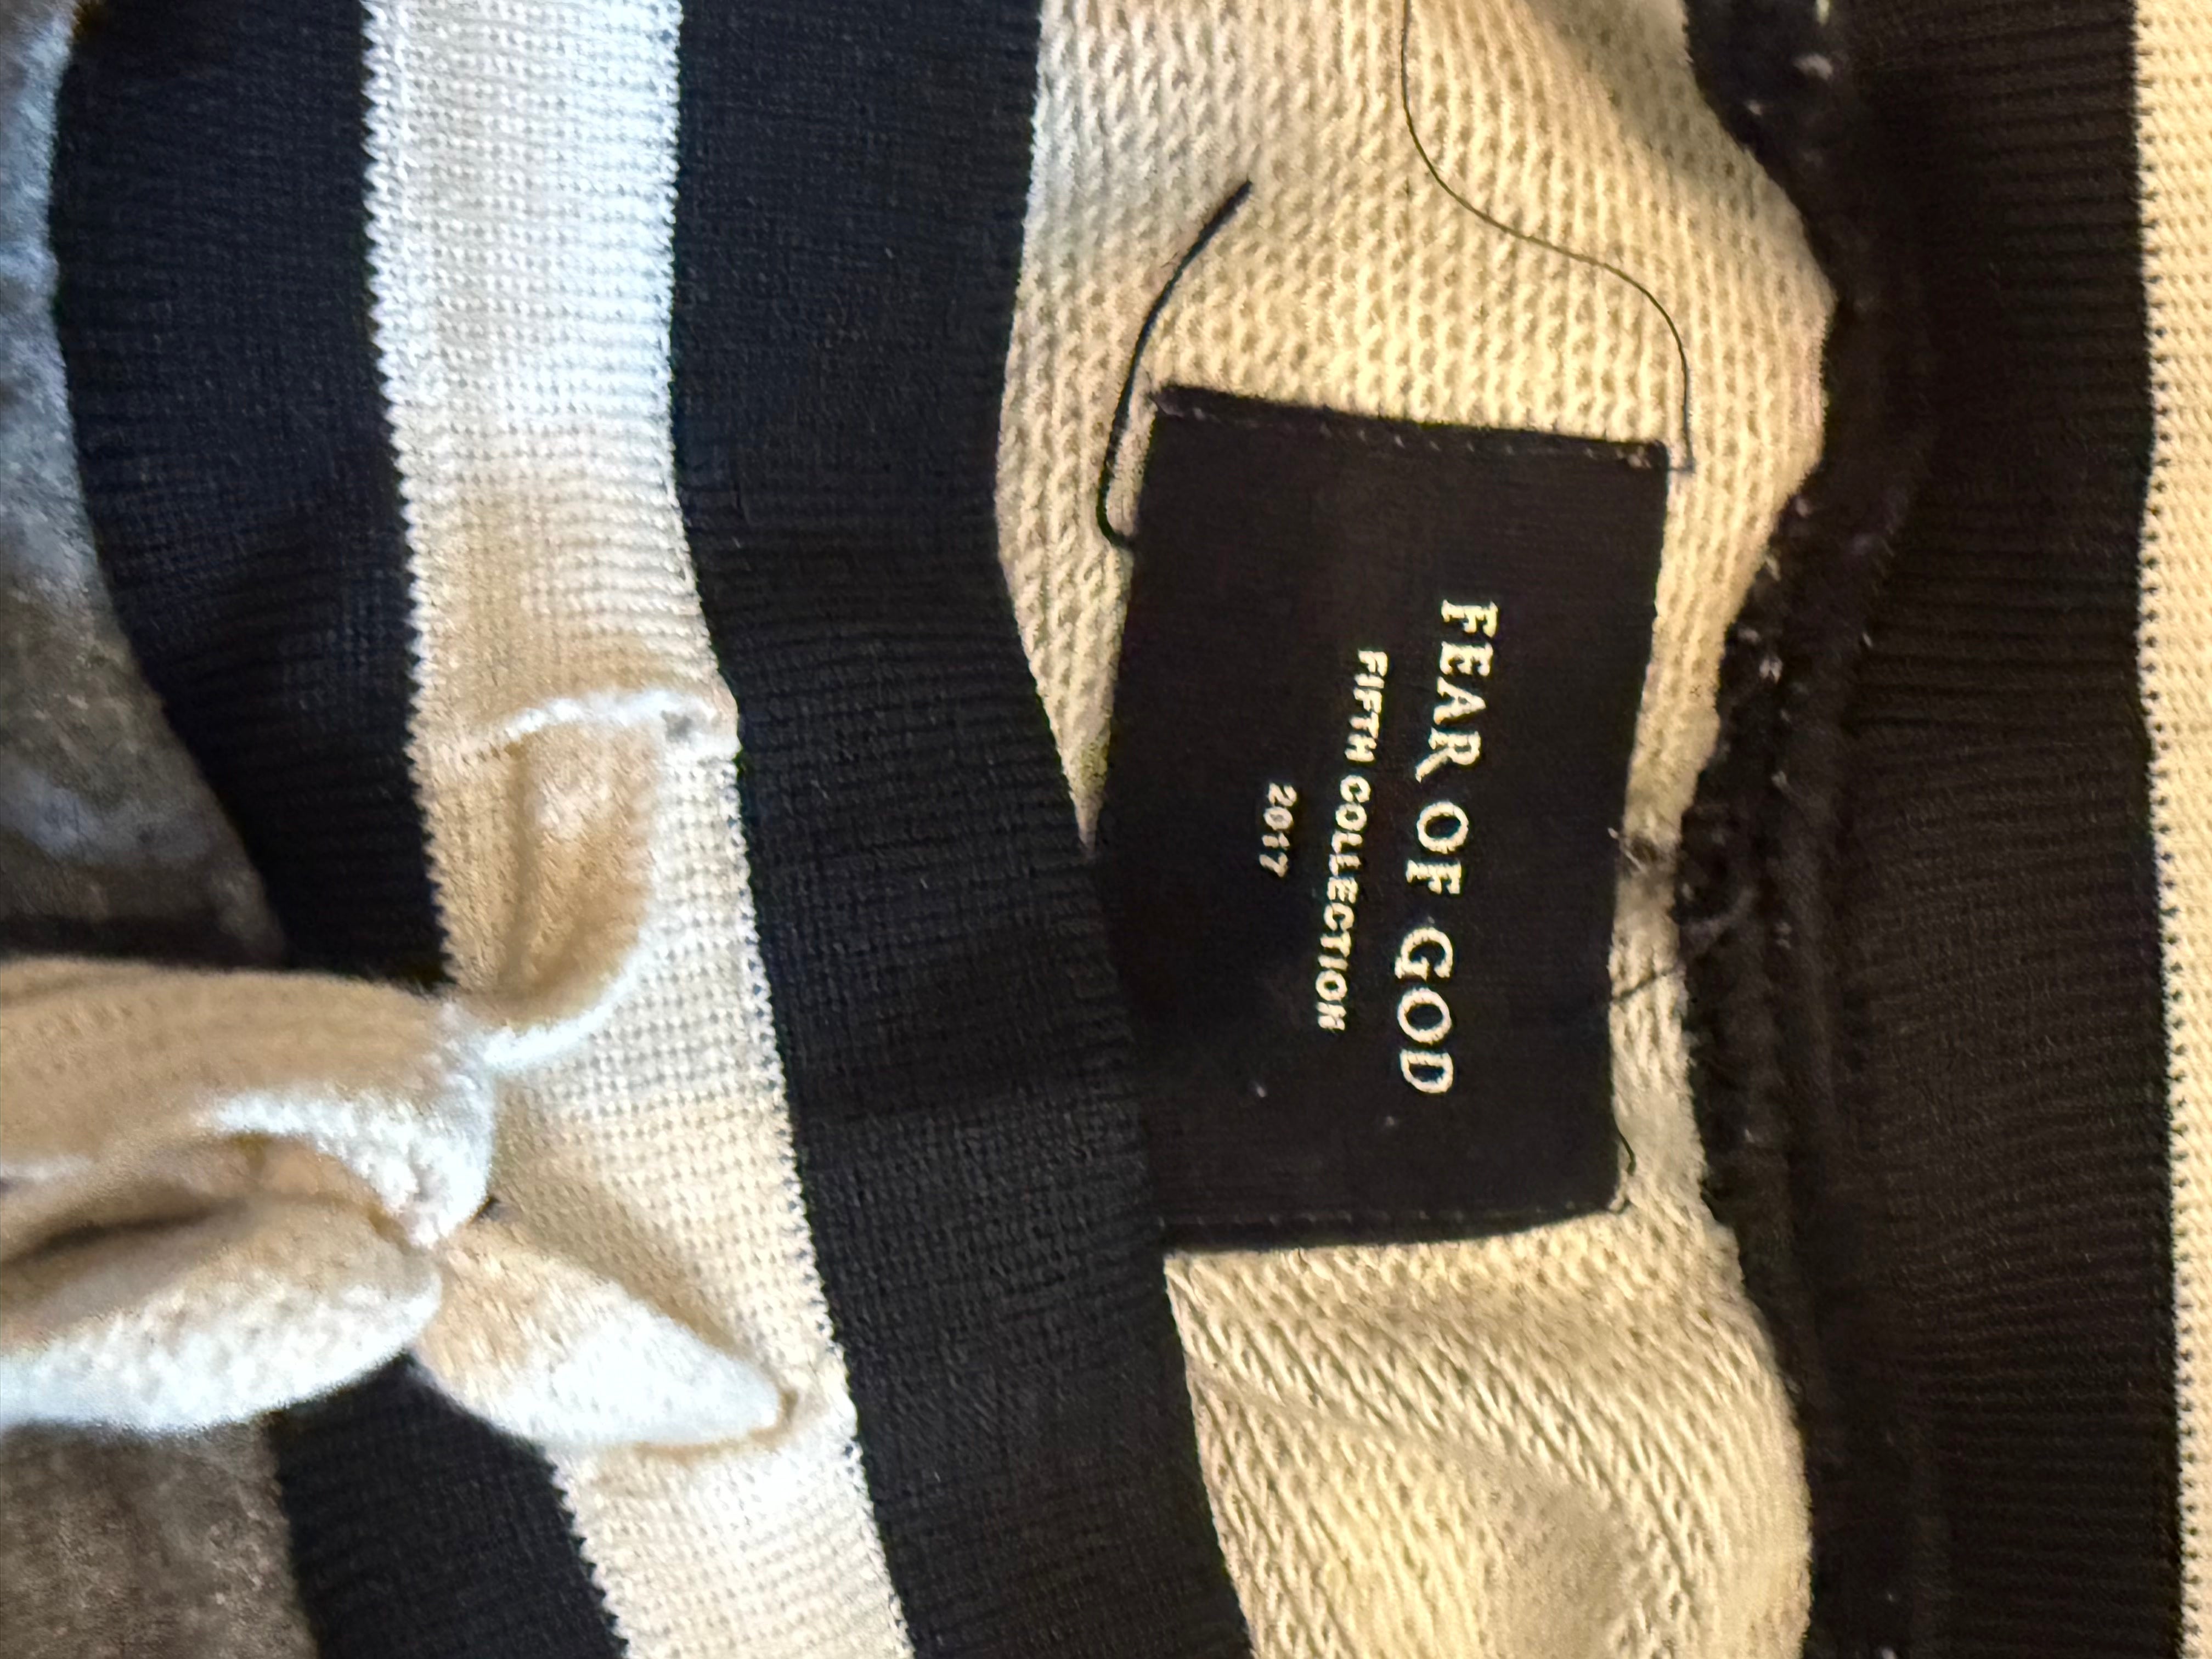 FEAR OF GOD
FIFTH COLLECTION
2017